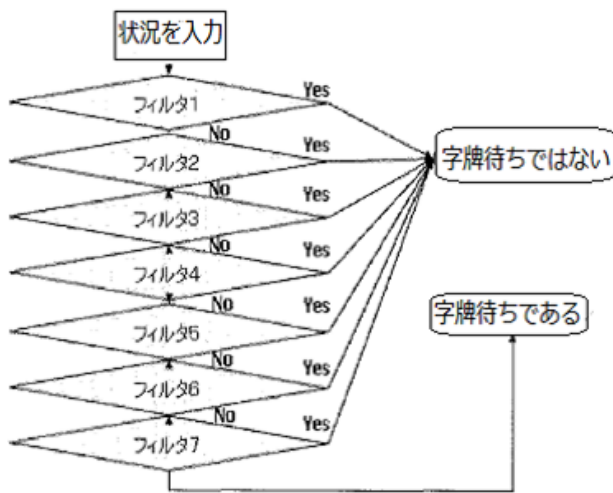 状況を入力
フィルタ1
Yes
No
フィルタ2
Yes
No
フィルタ3
Yes
No
フィルタ4
Yes
No
フィルタ5
Yes
No
フィルタ6
Yes
No
フィルタ7
Yes
字牌待ちではない
字牌待ちである